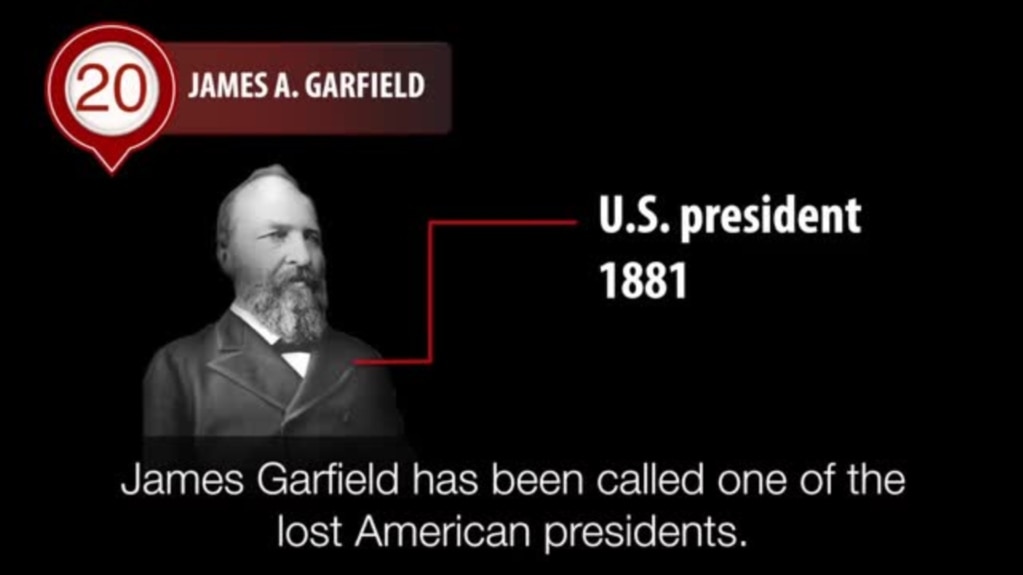 20
JAMES A. GARFIELD
U.S. president
1881
James Garfield has been called one of the
lost American presidents.